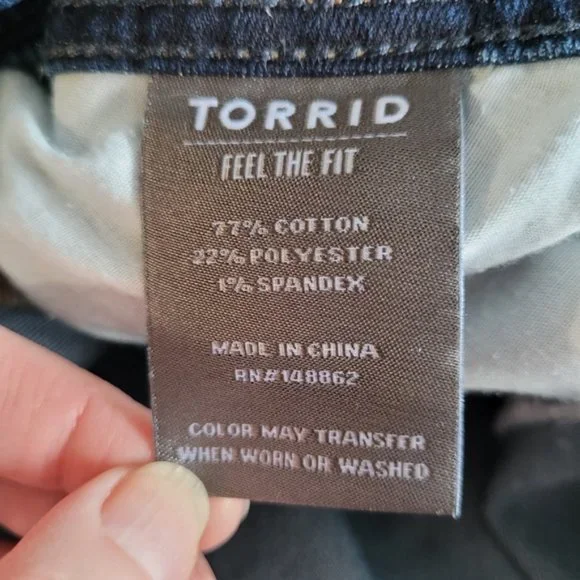 TORRID
FEEL THE FIT
77% COTTON
22% POLYESTER
1% SPANDEX
MADE IN CHINA
RN#148862
COLOR MAY TRANSFER
WHEN WORN OR WASHED